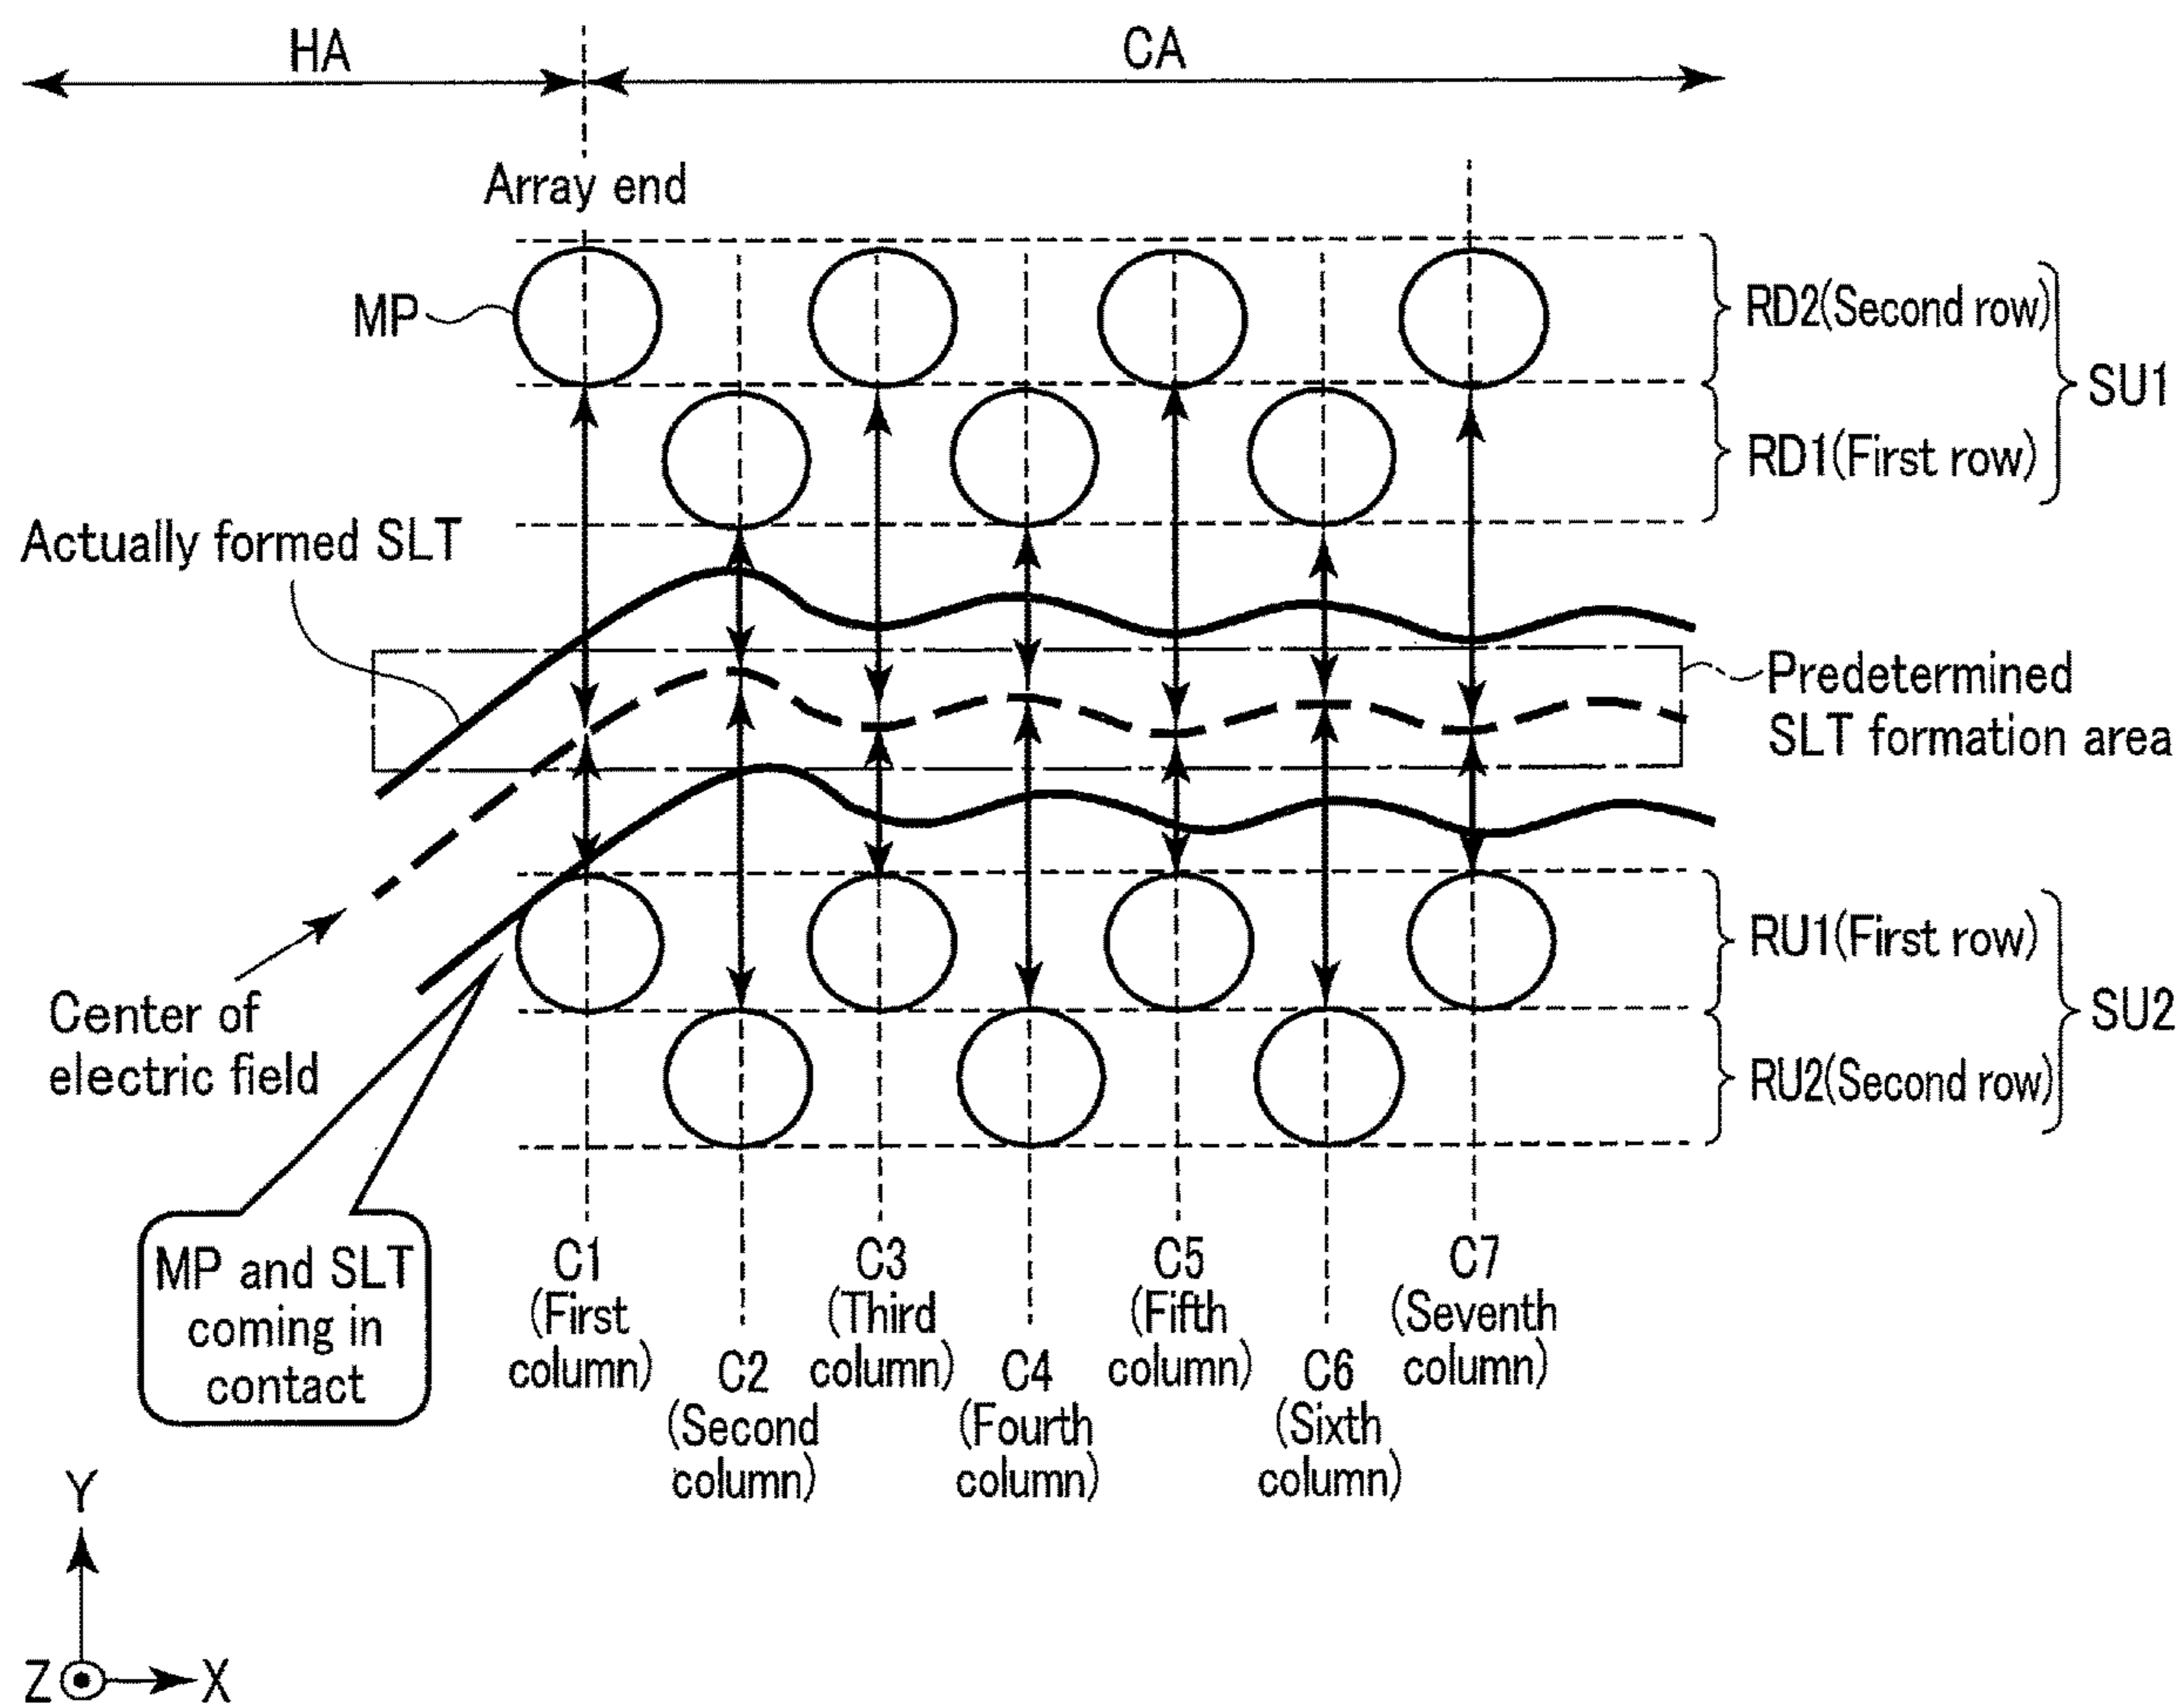 HA
CA
Array end
MP
RD2(Second row)
SU1
RD1(First row)
Actually formed SLT
Predetermined
SLT formation area
RU1(First row)
SU2
RU2(Second row)
Center of
electric field
MP and SLT
coming in
contact
C1
(First
column)
C2
(Second
column)
C3
(Third
column)
C4
(Fourth
column)
C5
(Fifth
column)
C6
(Sixth
column)
C7
(Seventh
column)
Y
Z
X